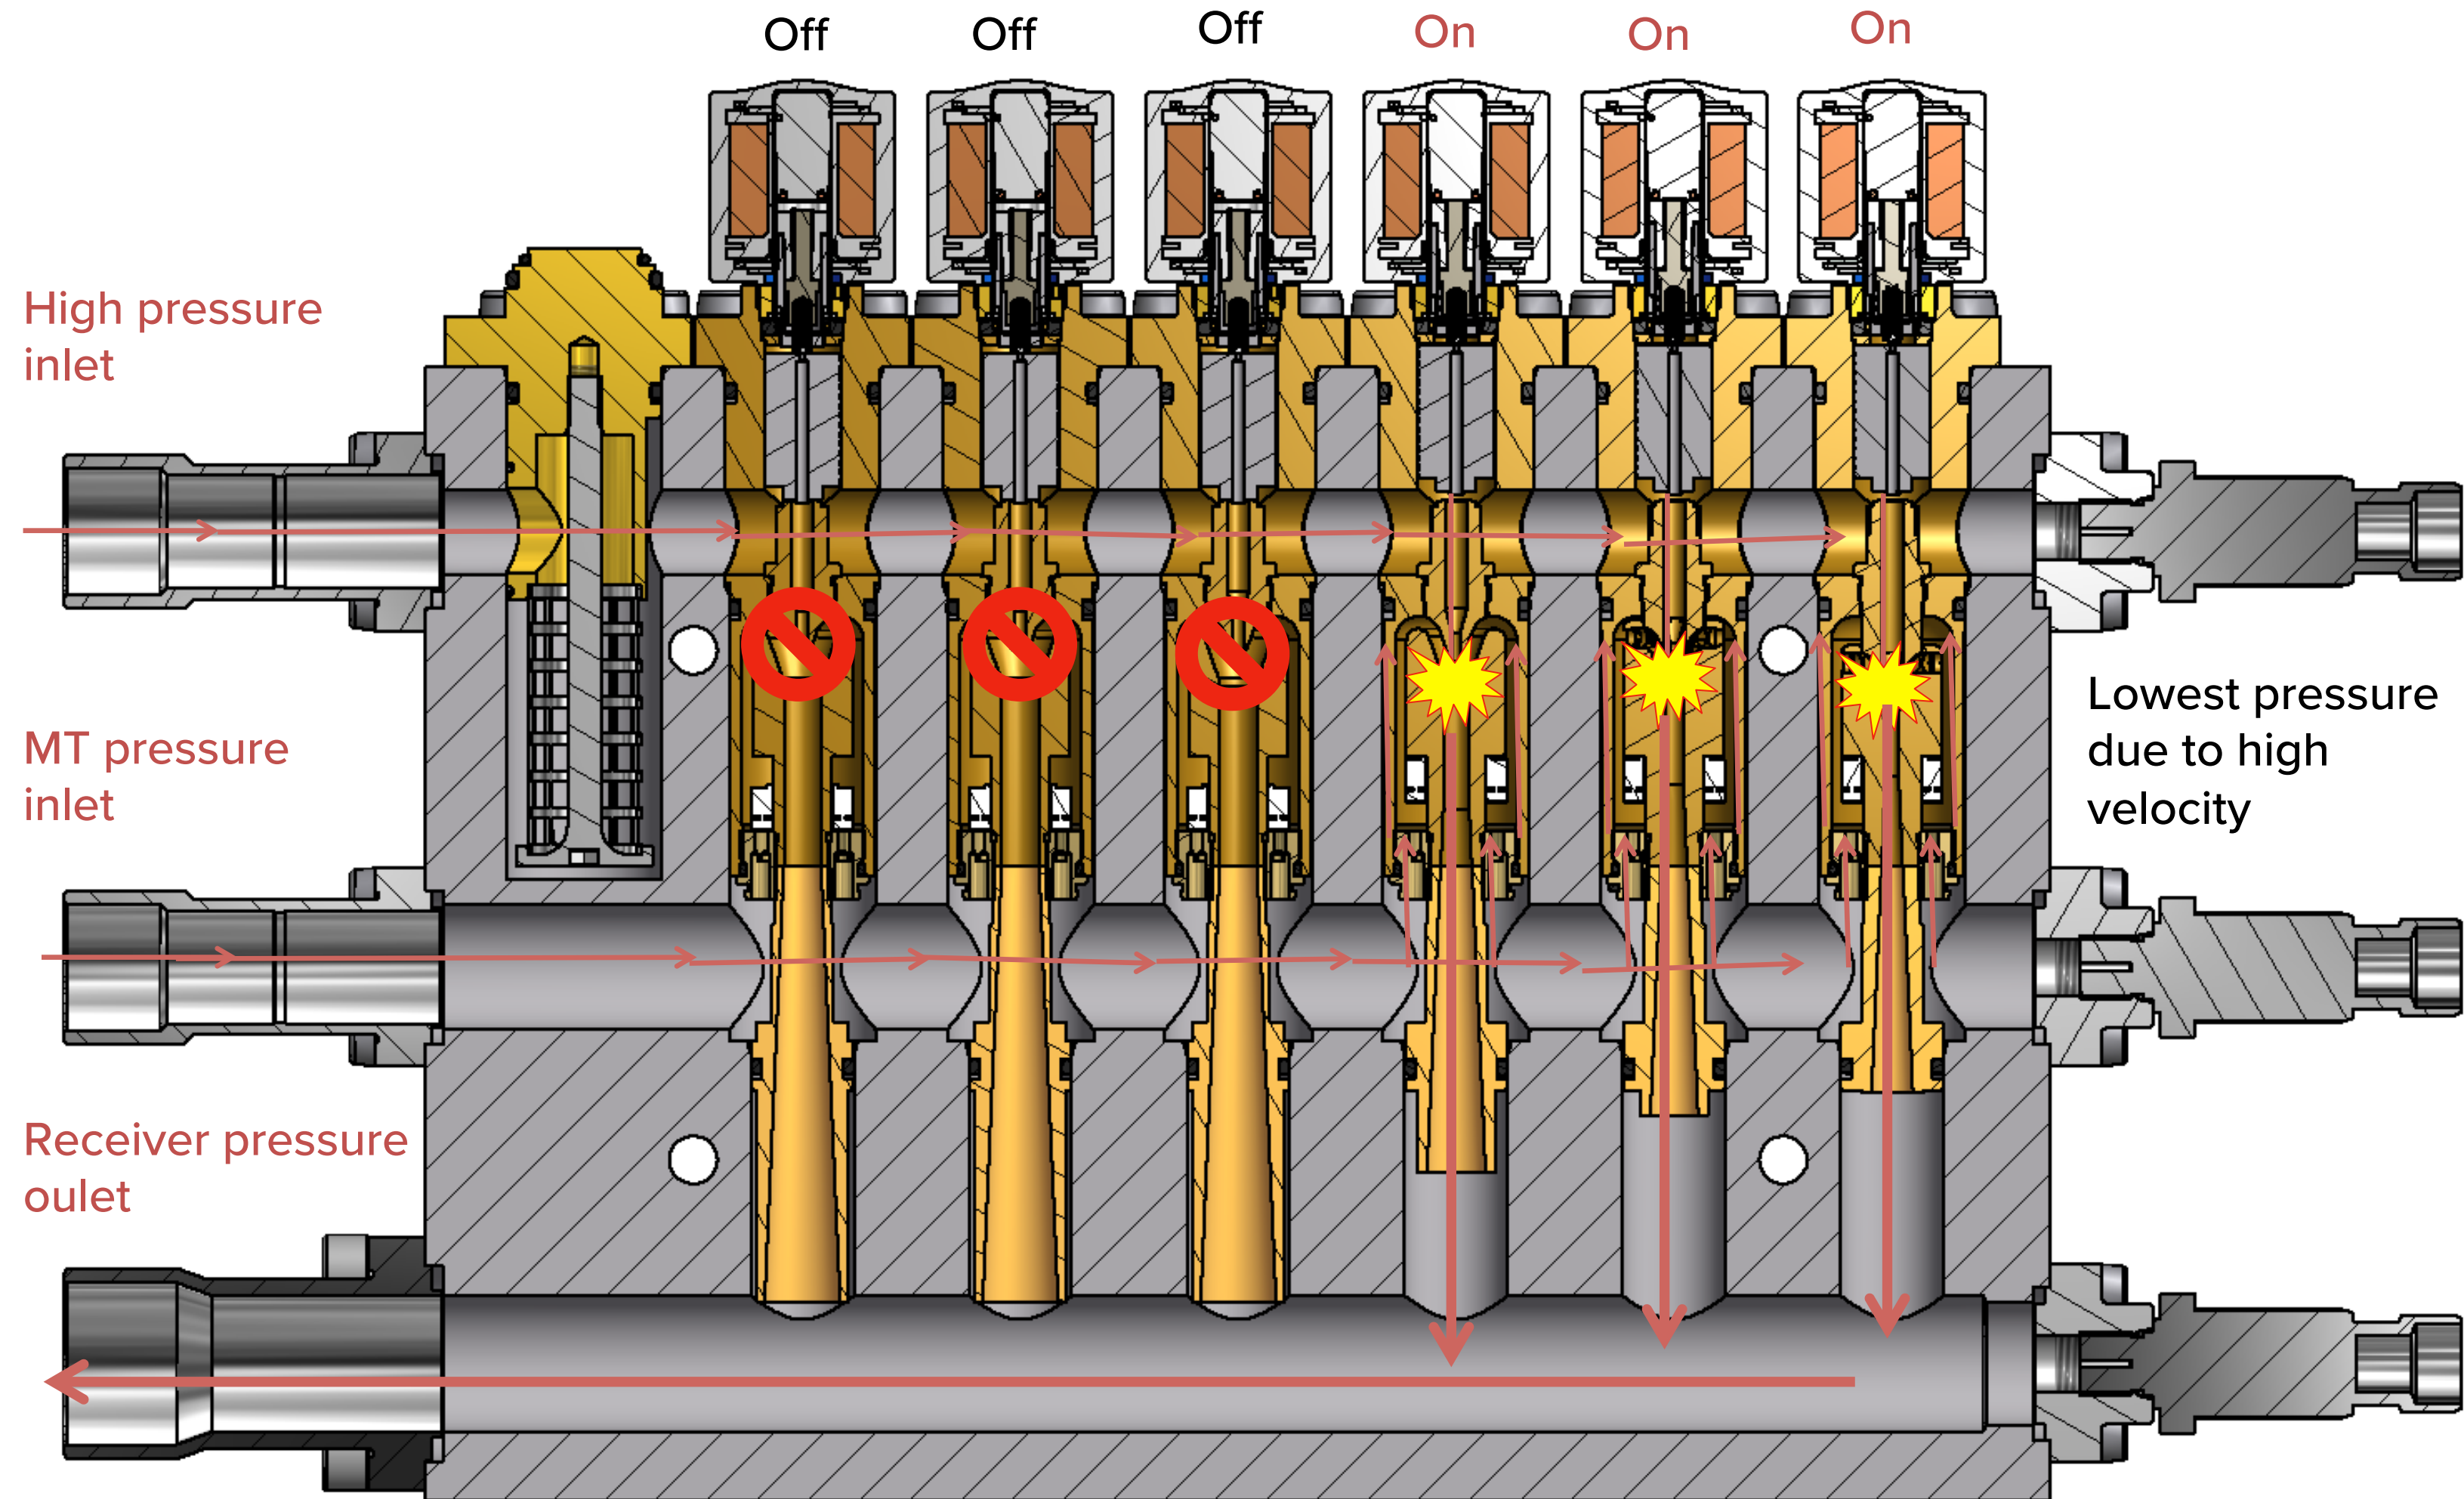 Off
Off
Off
On
On
On
High pressure
inlet
MT pressure
inlet
Lowest pressure
due to high
velocity
Receiver pressure
oulet